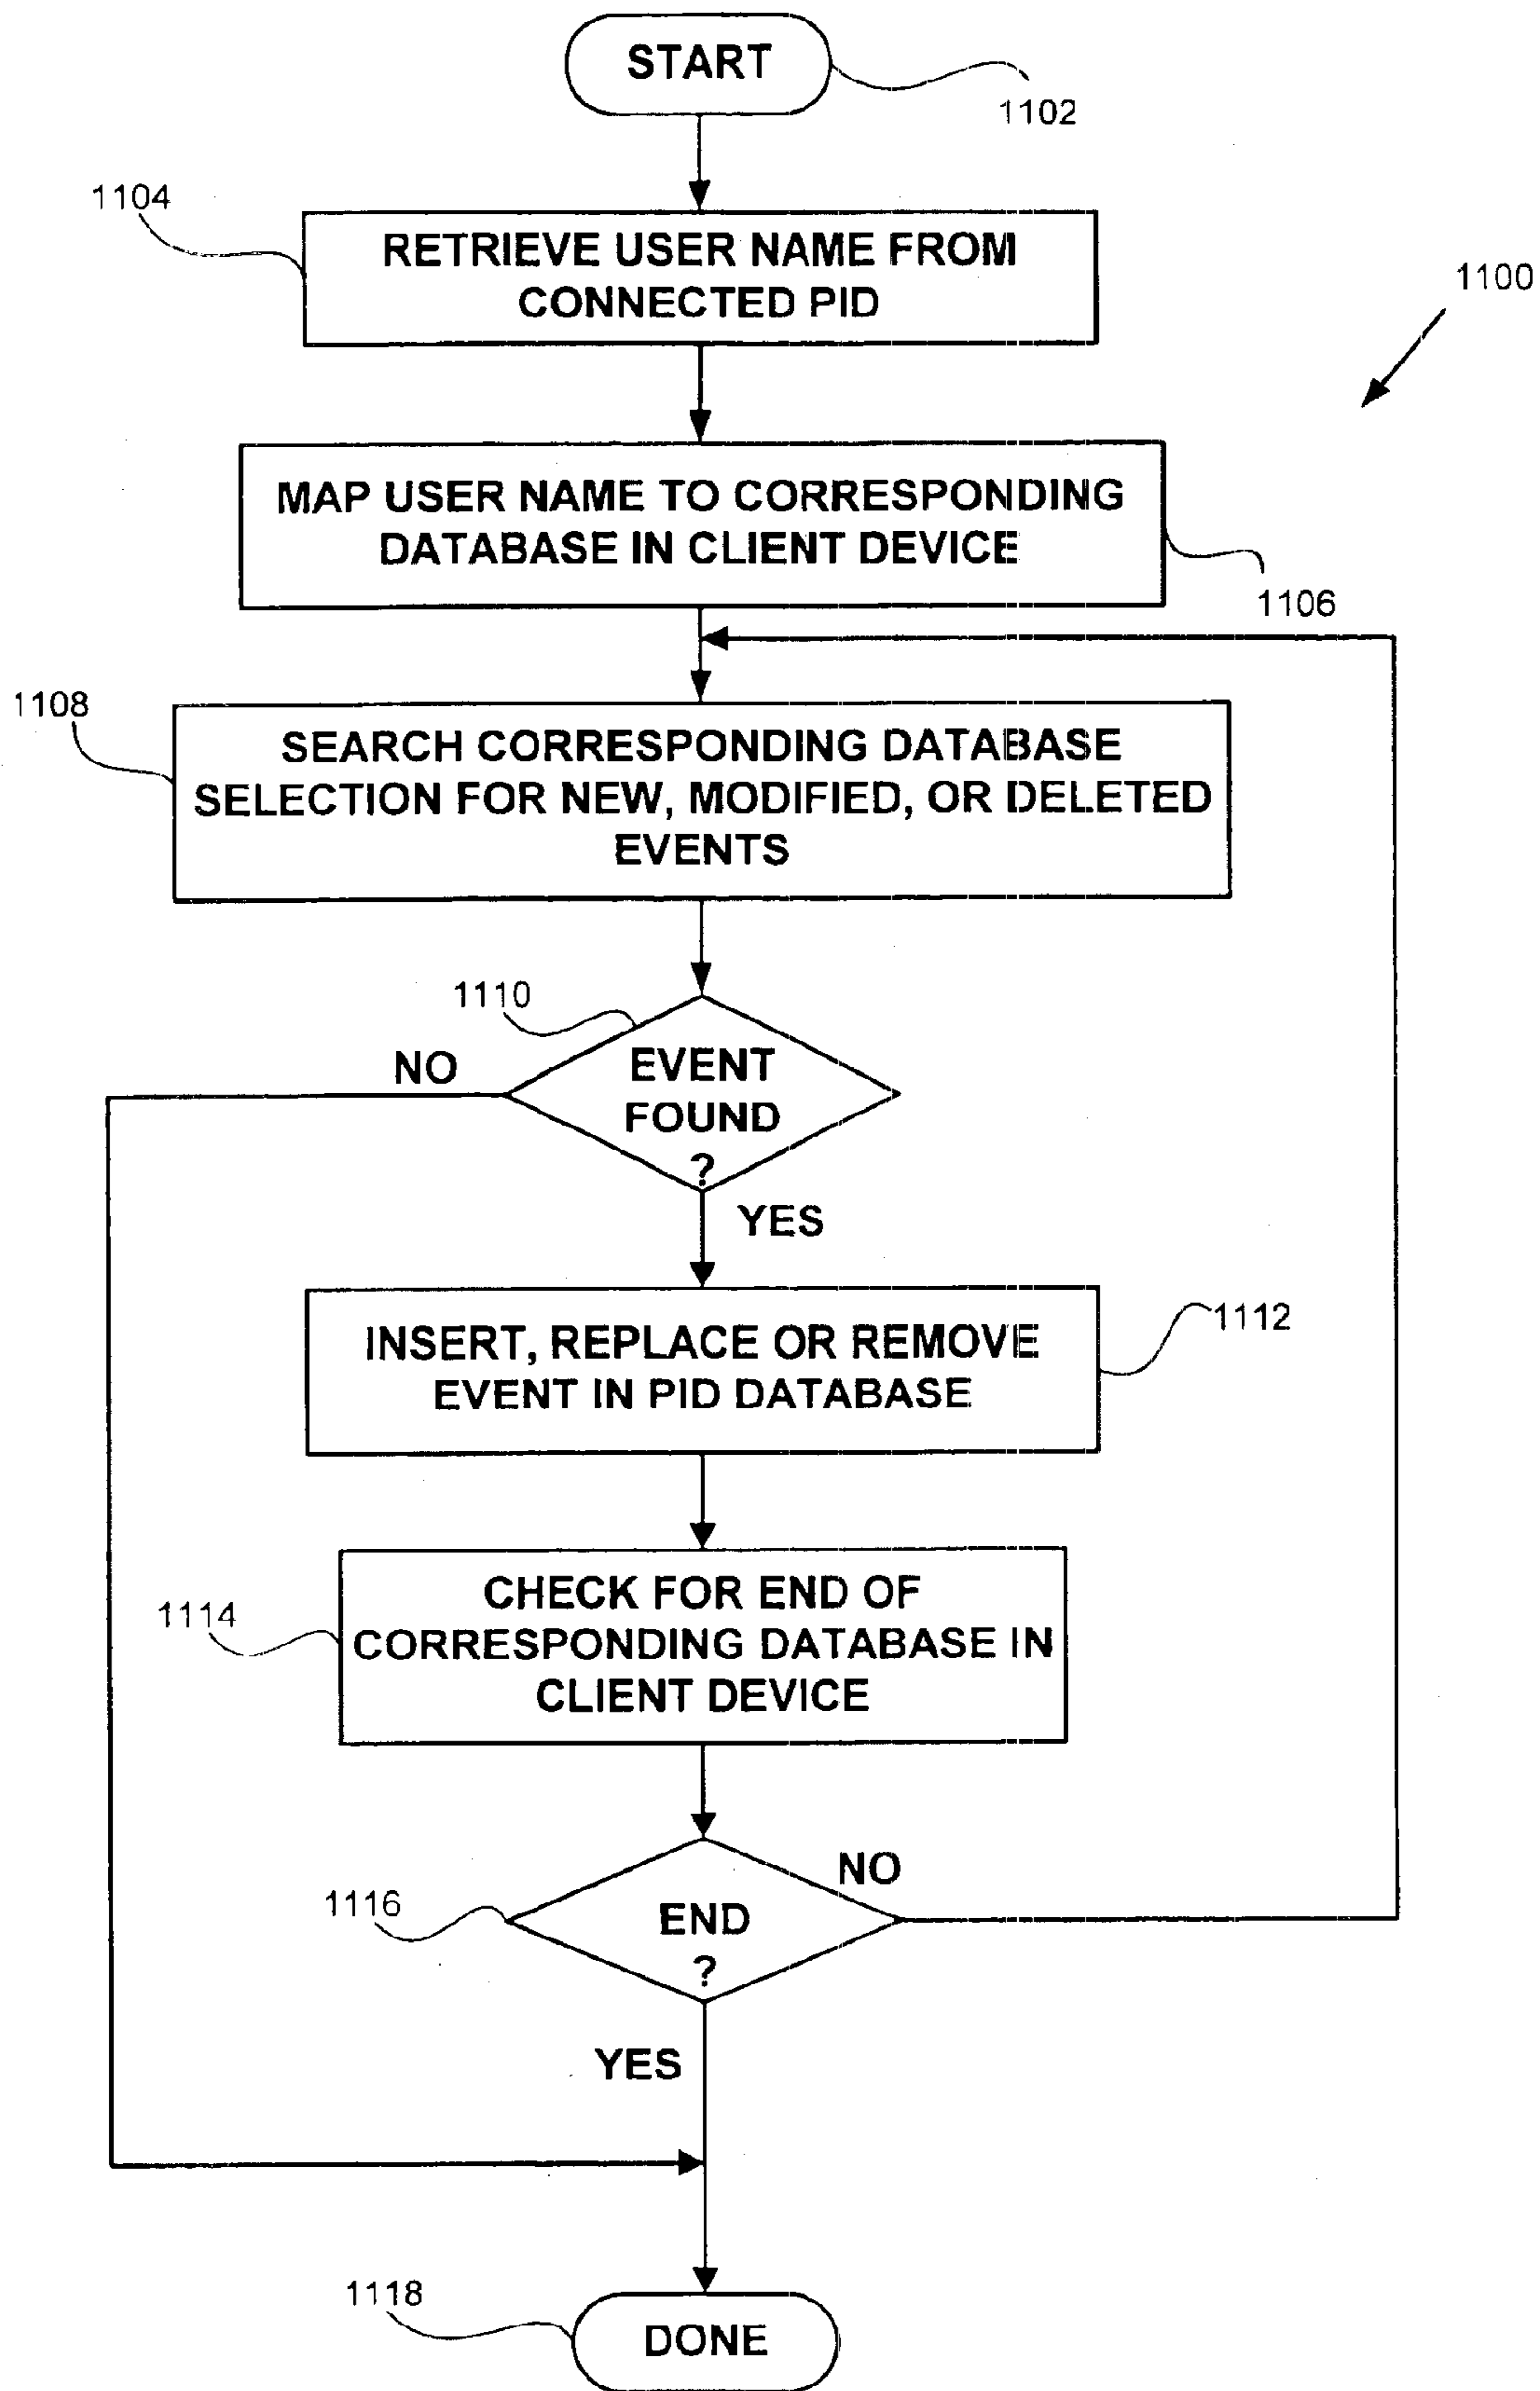 START
1102
1104
RETRIEVE USER NAME FROM
CONNECTED PID
1100
MAP USER NAME TO CORRESPONDING
DATABASE IN CLIENT DEVICE
1106
1108
SEARCH CORRESPONDING DATABASE
SELECTION FOR NEW, MODIFIED, OR DELETED
EVENTS
1110
NO
EVENT
FOUND
?
YES
INSERT, REPLACE OR REMOVE
EVENT IN PID DATABASE
1112
CHECK FOR END OF
CORRESPONDING DATABASE IN
CLIENT DEVICE
1114
NO
1116
END
?
YES
1118
DONE